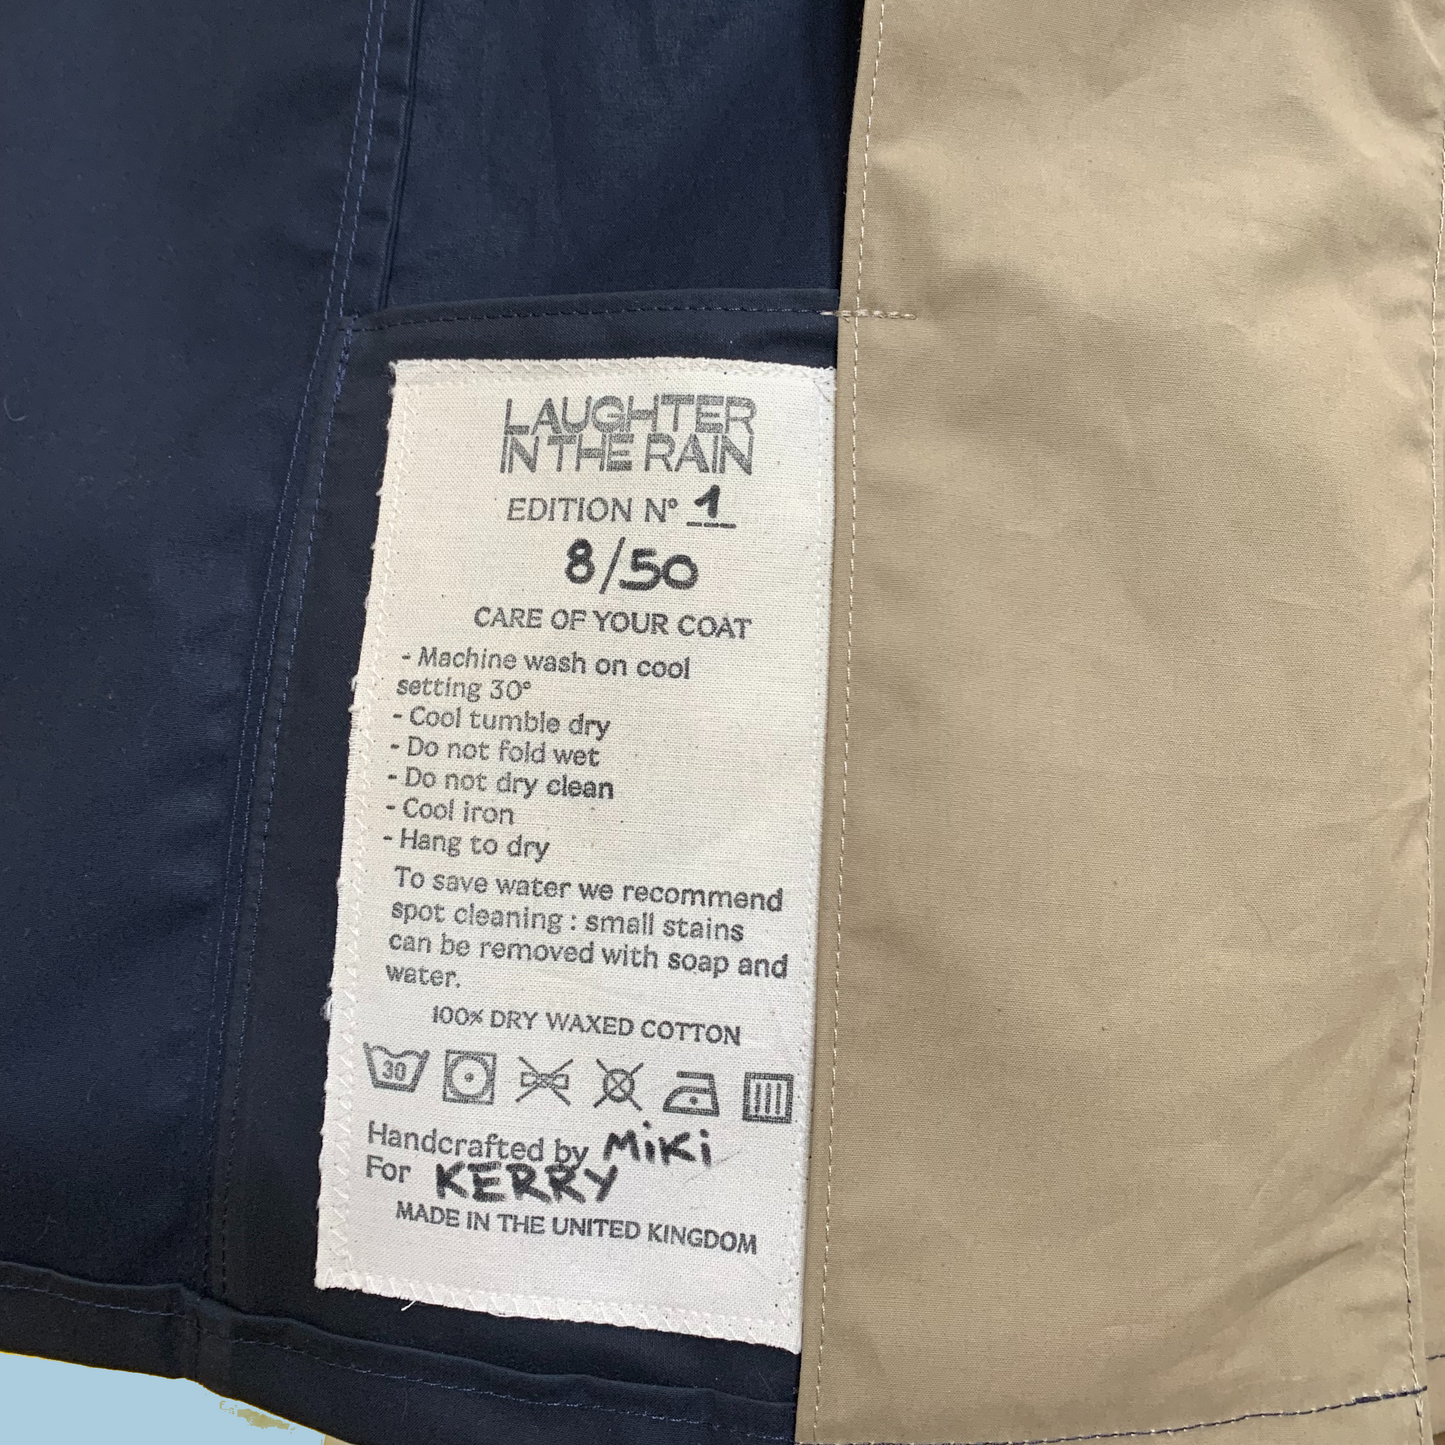 LAUGHTER
IN THE RAIN
EDITION Nº 1
8/50
CARE OF YOUR COAT
- Machine wash on cool
setting 30°
- Cool tumble dry
- Do not fold wet
- Do not dry clean
- Cool iron
- Hang to dry
To save water we recommend
spot cleaning : small stains
can be removed with soap and
water.
100% DRY WAXED COTTON
30
Handcrafted by MiKi
For KERRY
MADE IN THE UNITED KINGDOM